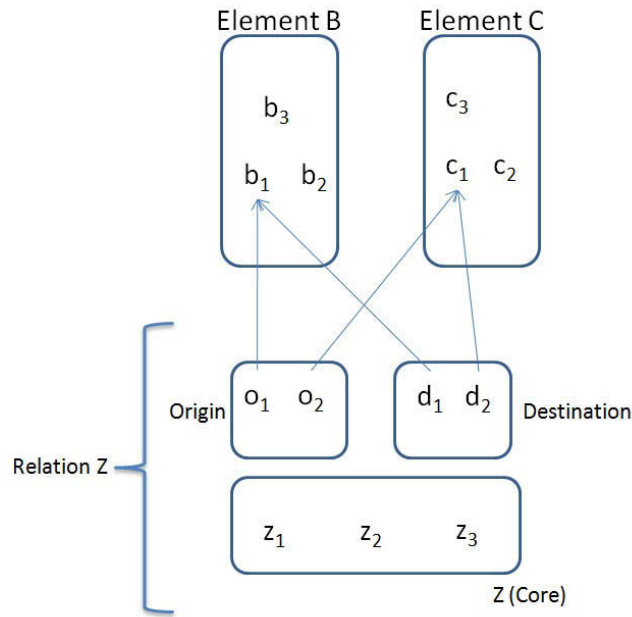 Element B Element C
b₃ c₃
b₁ b₂ c₁ c₂
Origin o₁ o₂ d₁ d₂ Destination
Relation Z
z₁ z₂ z₃
Z (Core)